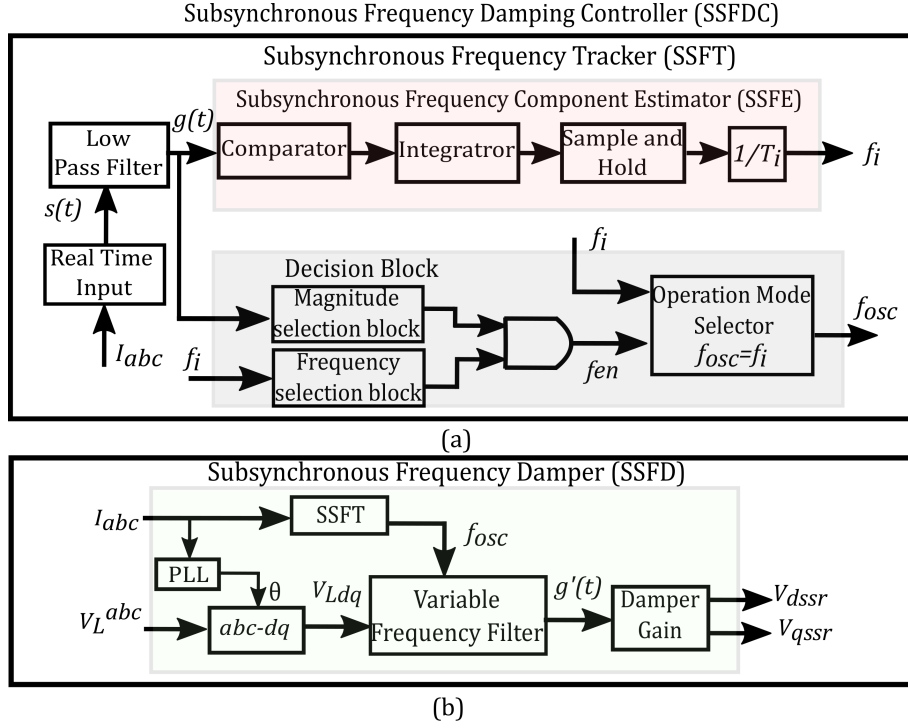 Subsynchronous Frequency Damping Controller (SSFDC)
Subsynchronous Frequency Tracker (SSFT)
Subsynchronous Frequency Component Estimator (SSFE)
Low
Pass Filter
g(t)
Comparator
Integratror
Sample and
Hold
1/Ti
fi
s(t)
Real Time
Input
Iabc
Decision Block
Magnitude
selection block
fi
Frequency
selection block
fen
fi
Operation Mode
Selector
fosc=fi
fosc
(a)
Subsynchronous Frequency Damper (SSFD)
Iabc
SSFT
fosc
PLL
θ
VLabc
abc-dq
VLdq
Variable
Frequency Filter
g'(t)
Damper
Gain
Vdssr
Vqssr
(b)